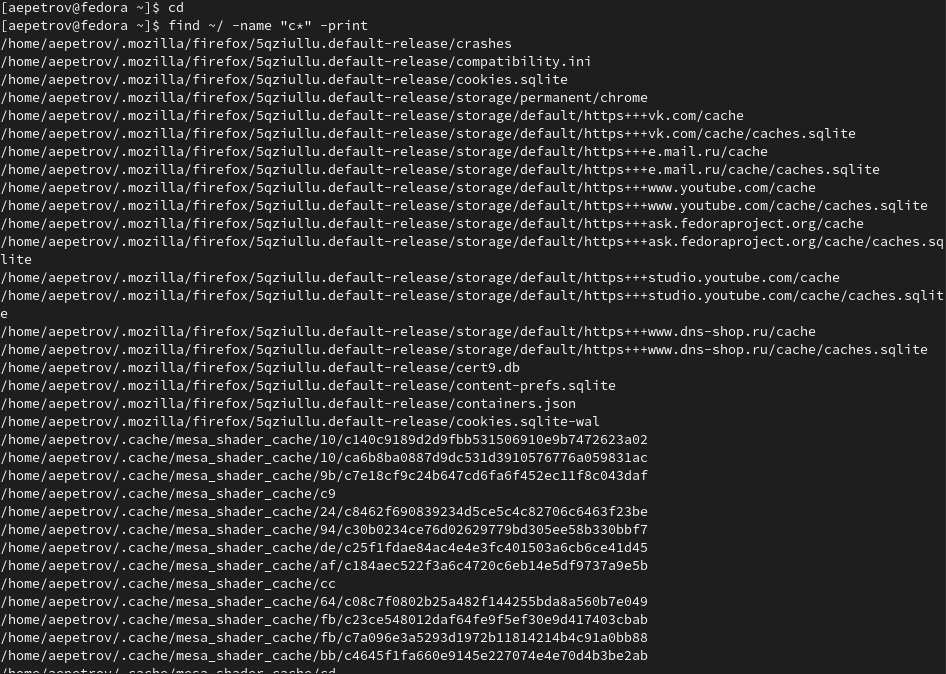 [aepetrov@fedora ~]$ cd
[aepetrov@fedora ~]$ find ~/ -name "c*" -print
/home/aepetrov/.mozilla/firefox/5qziullu.default-release/crashes
/home/aepetrov/.mozilla/firefox/5qziullu.default-release/compatibility.ini
/home/aepetrov/.mozilla/firefox/5qziullu.default-release/cookies.sqlite
/home/aepetrov/.mozilla/firefox/5qziullu.default-release/storage/permanent/chrome
/home/aepetrov/.mozilla/firefox/5qziullu.default-release/storage/default/https+++vk.com/cache
/home/aepetrov/.mozilla/firefox/5qziullu.default-release/storage/default/https+++vk.com/cache/caches.sqlite
/home/aepetrov/.mozilla/firefox/5qziullu.default-release/storage/default/https+++e.mail.ru/cache
/home/aepetrov/.mozilla/firefox/5qziullu.default-release/storage/default/https+++e.mail.ru/cache/caches.sqlite
/home/aepetrov/.mozilla/firefox/5qziullu.default-release/storage/default/https+++www.youtube.com/cache
/home/aepetrov/.mozilla/firefox/5qziullu.default-release/storage/default/https+++www.youtube.com/cache/caches.sqlite
/home/aepetrov/.mozilla/firefox/5qziullu.default-release/storage/default/https+++ask.fedoraproject.org/cache
/home/aepetrov/.mozilla/firefox/5qziullu.default-release/storage/default/https+++ask.fedoraproject.org/cache/caches.sq
lite
/home/aepetrov/.mozilla/firefox/5qziullu.default-release/storage/default/https+++studio.youtube.com/cache
/home/aepetrov/.mozilla/firefox/5qziullu.default-release/storage/default/https+++studio.youtube.com/cache/caches.sqlit
e
/home/aepetrov/.mozilla/firefox/5qziullu.default-release/storage/default/https+++www.dns-shop.ru/cache
/home/aepetrov/.mozilla/firefox/5qziullu.default-release/storage/default/https+++www.dns-shop.ru/cache/caches.sqlite
/home/aepetrov/.mozilla/firefox/5qziullu.default-release/cert9.db
/home/aepetrov/.mozilla/firefox/5qziullu.default-release/content-prefs.sqlite
/home/aepetrov/.mozilla/firefox/5qziullu.default-release/containers.json
/home/aepetrov/.mozilla/firefox/5qziullu.default-release/cookies.sqlite-wal
/home/aepetrov/.cache/mesa_shader_cache/10/c140c9189d2d9fbb531506910e9b7472623a02
/home/aepetrov/.cache/mesa_shader_cache/10/ca6b8ba0887d9dc531d3910576776a059831ac
/home/aepetrov/.cache/mesa_shader_cache/9b/c7e18cf9c24b647cd6fa6f452ec11f8c043daf
/home/aepetrov/.cache/mesa_shader_cache/c9
/home/aepetrov/.cache/mesa_shader_cache/24/c8462f690839234d5ce5c4c82706c6463f23be
/home/aepetrov/.cache/mesa_shader_cache/94/c30b0234ce76d02629779bd305ee58b330bbf7
/home/aepetrov/.cache/mesa_shader_cache/de/c25f1fdae84ac4e4e3fc401503a6cb6ce41d45
/home/aepetrov/.cache/mesa_shader_cache/af/c184aec522f3a6c4720c6eb14e5df9737a9e5b
/home/aepetrov/.cache/mesa_shader_cache/cc
/home/aepetrov/.cache/mesa_shader_cache/64/c08c7f0802b25a482f144255bda8a560b7e049
/home/aepetrov/.cache/mesa_shader_cache/fb/c23ce548012daf64fe9f5ef30e9d417403cbab
/home/aepetrov/.cache/mesa_shader_cache/fb/c7a096e3a5293d1972b11814214b4c91a0bb88
/home/aepetrov/.cache/mesa_shader_cache/bb/c4645f1fa660e9145e227074e4e70d4b3be2ab
/home/aepetrov/.cache/mesa_shader_cache/cd